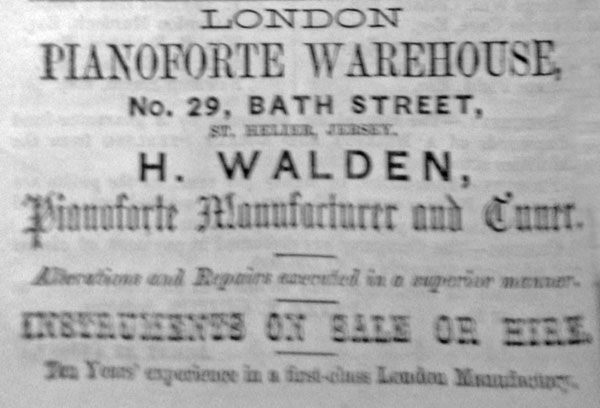 LONDON
PIANOFORTE WAREHOUSE,
No. 29, BATH STREET,
ST. HELIER, JERSEY.
H. WALDEN,
Pianoforte Manufacturer and Tuner.
Alterations and Repairs executed in a superior manner.
INSTRUMENTS ON SALE OR HIRE.
Ten Years' experience in a first-class London Manufactory.